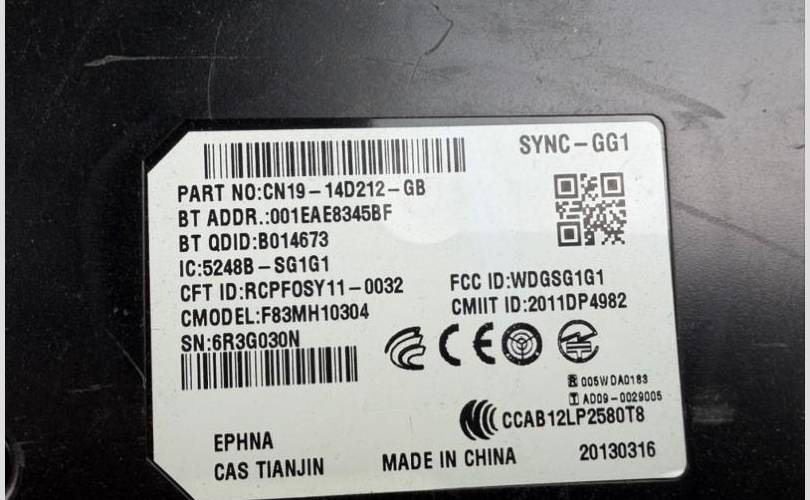 SYNC-GG1
PART NO:CN19-14D212-GB
BT ADDR.:001EAE8345BF
BT QDID:B014673
IC:5248B-SG1G1
CFT ID:RCPFOSY11-0032
FCC ID:WDGSG1G1
CMODEL:F83MH10304
CMIIT ID:2011DP4982
SN:6R3G030N
CE
R 005WDA0183
T AD09-0029005
CCAB12LP2580T8
EPHNA
20130316
CAS TIANJIN
MADE IN CHINA